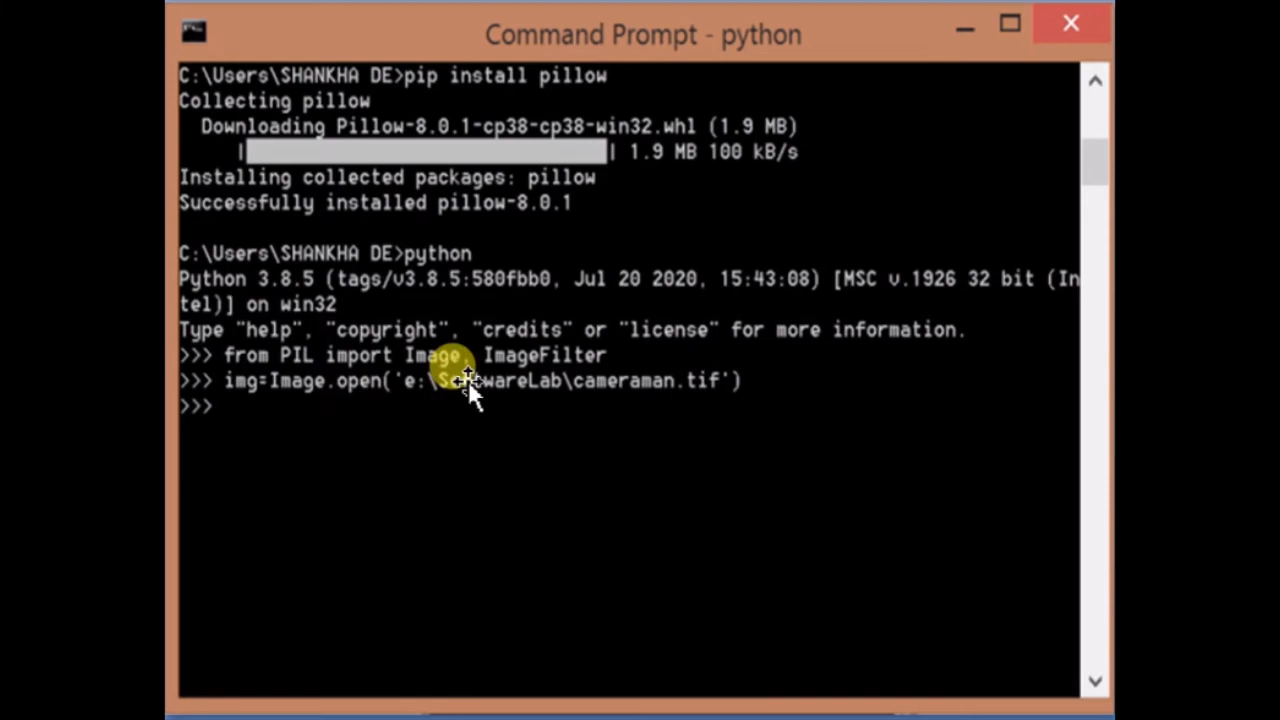 Command Prompt - python
C:\Users\SHANKHA DE>pip install pillow
Collecting pillow
Downloading Pillow-8.0.1-cp38-cp38-win32.whl (1.9 MB)
| | 1.9 MB 100 kB/s
Installing collected packages: pillow
Successfully installed pillow-8.0.1
C:\Users\SHANKHA DE>python
Python 3.8.5 (tags/v3.8.5:580fbb0, Jul 20 2020, 15:43:08) [MSC v.1926 32 bit (In
tel)] on win32
Type "help", "copyright", "credits" or "license" for more information.
>>> from PIL import Image, ImageFilter
>>> img=Image.open('e:\SoftwareLab\cameraman.tif')
>>>